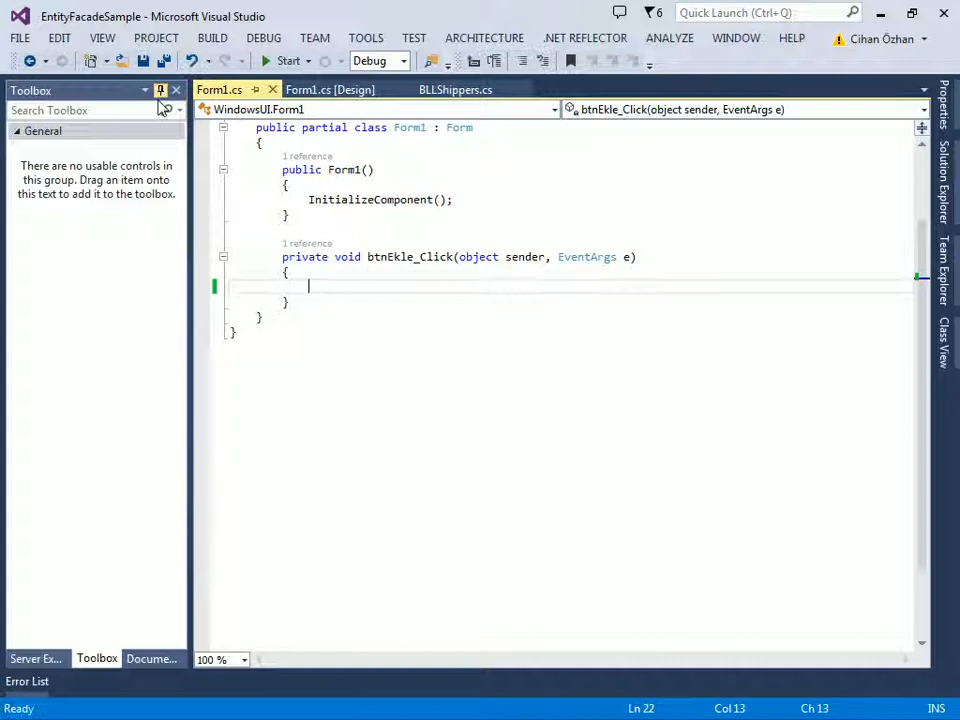 EntityFacadeSample - Microsoft Visual Studio
6
Quick Launch (Ctrl+Q)
FILE EDIT VIEW PROJECT BUILD DEBUG TEAM TOOLS TEST ARCHITECTURE .NET REFLECTOR ANALYZE WINDOW HELP Cihan Özhan
Start Debug
Toolbox
Search Toolbox
General
There are no usable controls in
this group. Drag an item onto
this text to add it to the toolbox.
Server Ex... Toolbox Docume...
Form1.cs Form1.cs [Design] BLLShippers.cs
WindowsUI.Form1 btnEkle_Click(object sender, EventArgs e)
public partial class Form1 : Form
{
1 reference
public Form1()
{
InitializeComponent();
}
1 reference
private void btnEkle_Click(object sender, EventArgs e)
{
}
}
}
100 %
Properties
Solution Explorer
Team Explorer
Class View
Error List
Ready Ln 22 Col 13 Ch 13 INS